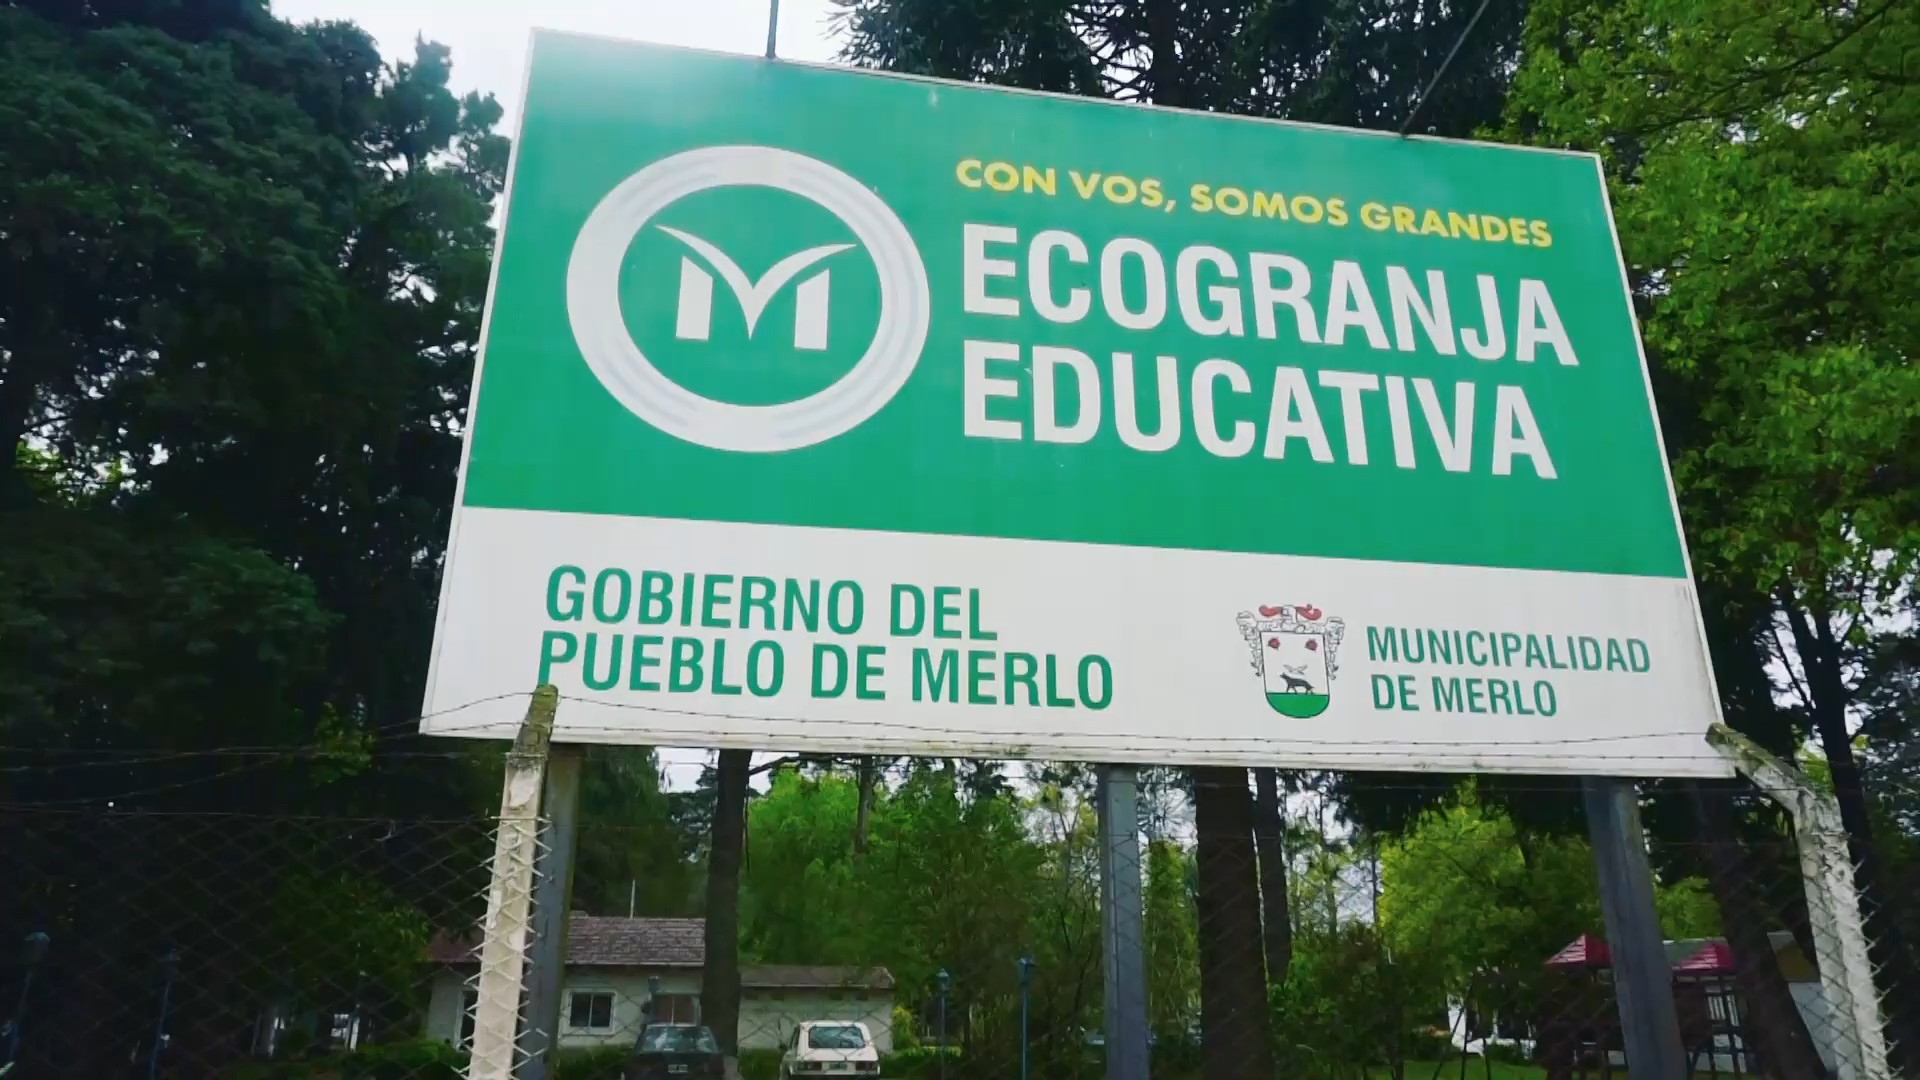 CON VOS, SOMOS GRANDES
ECOGRANJA
EDUCATIVA
GOBIERNO DEL
PUEBLO DE MERLO
MUNICIPALIDAD
DE MERLO